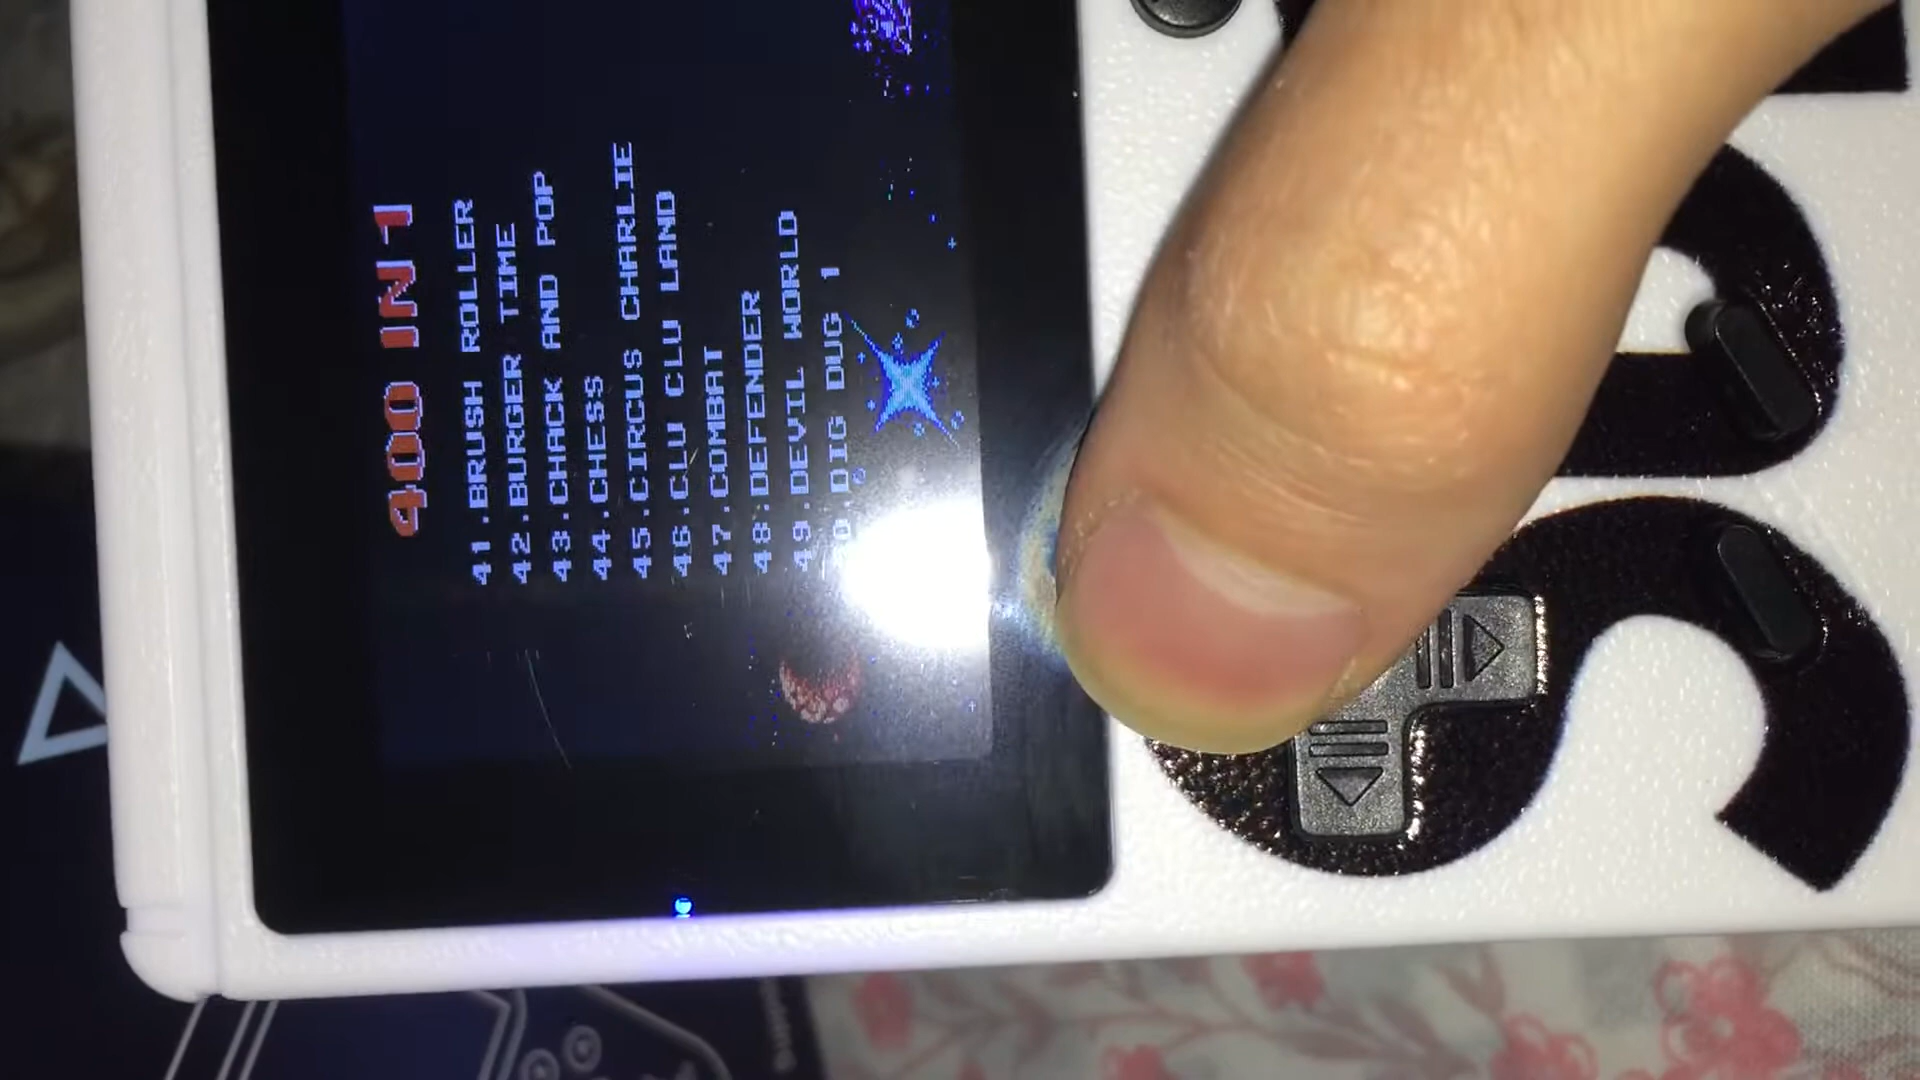 400 IN 1
41.BRUSH ROLLER
42.BURGER TIME
43.CHACK AND POP
44.CHESS
45.CIRCUS CHARLIE
46.CLU CLU LAND
47.COMBAT
48.DEFENDER
49.DEVIL WORLD
0.DIG DUG 1